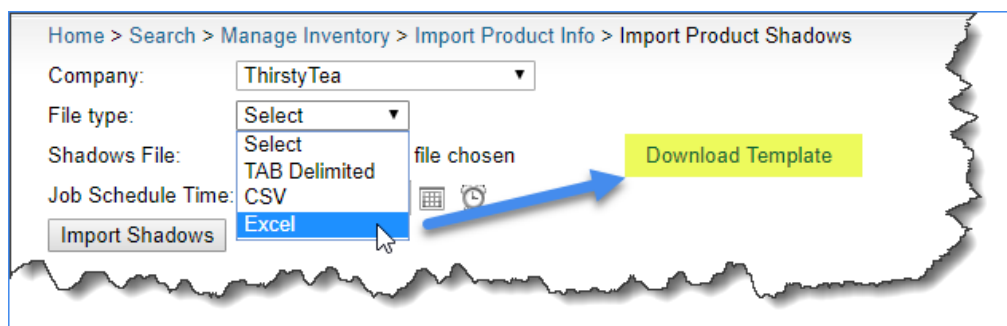 Home > Search > Manage Inventory > Import Product Info > Import Product Shadows
Company: ThirstyTea
File type: Select
Select
Shadows File: file chosen Download Template
TAB Delimited
Job Schedule Time: CSV
Excel
Import Shadows